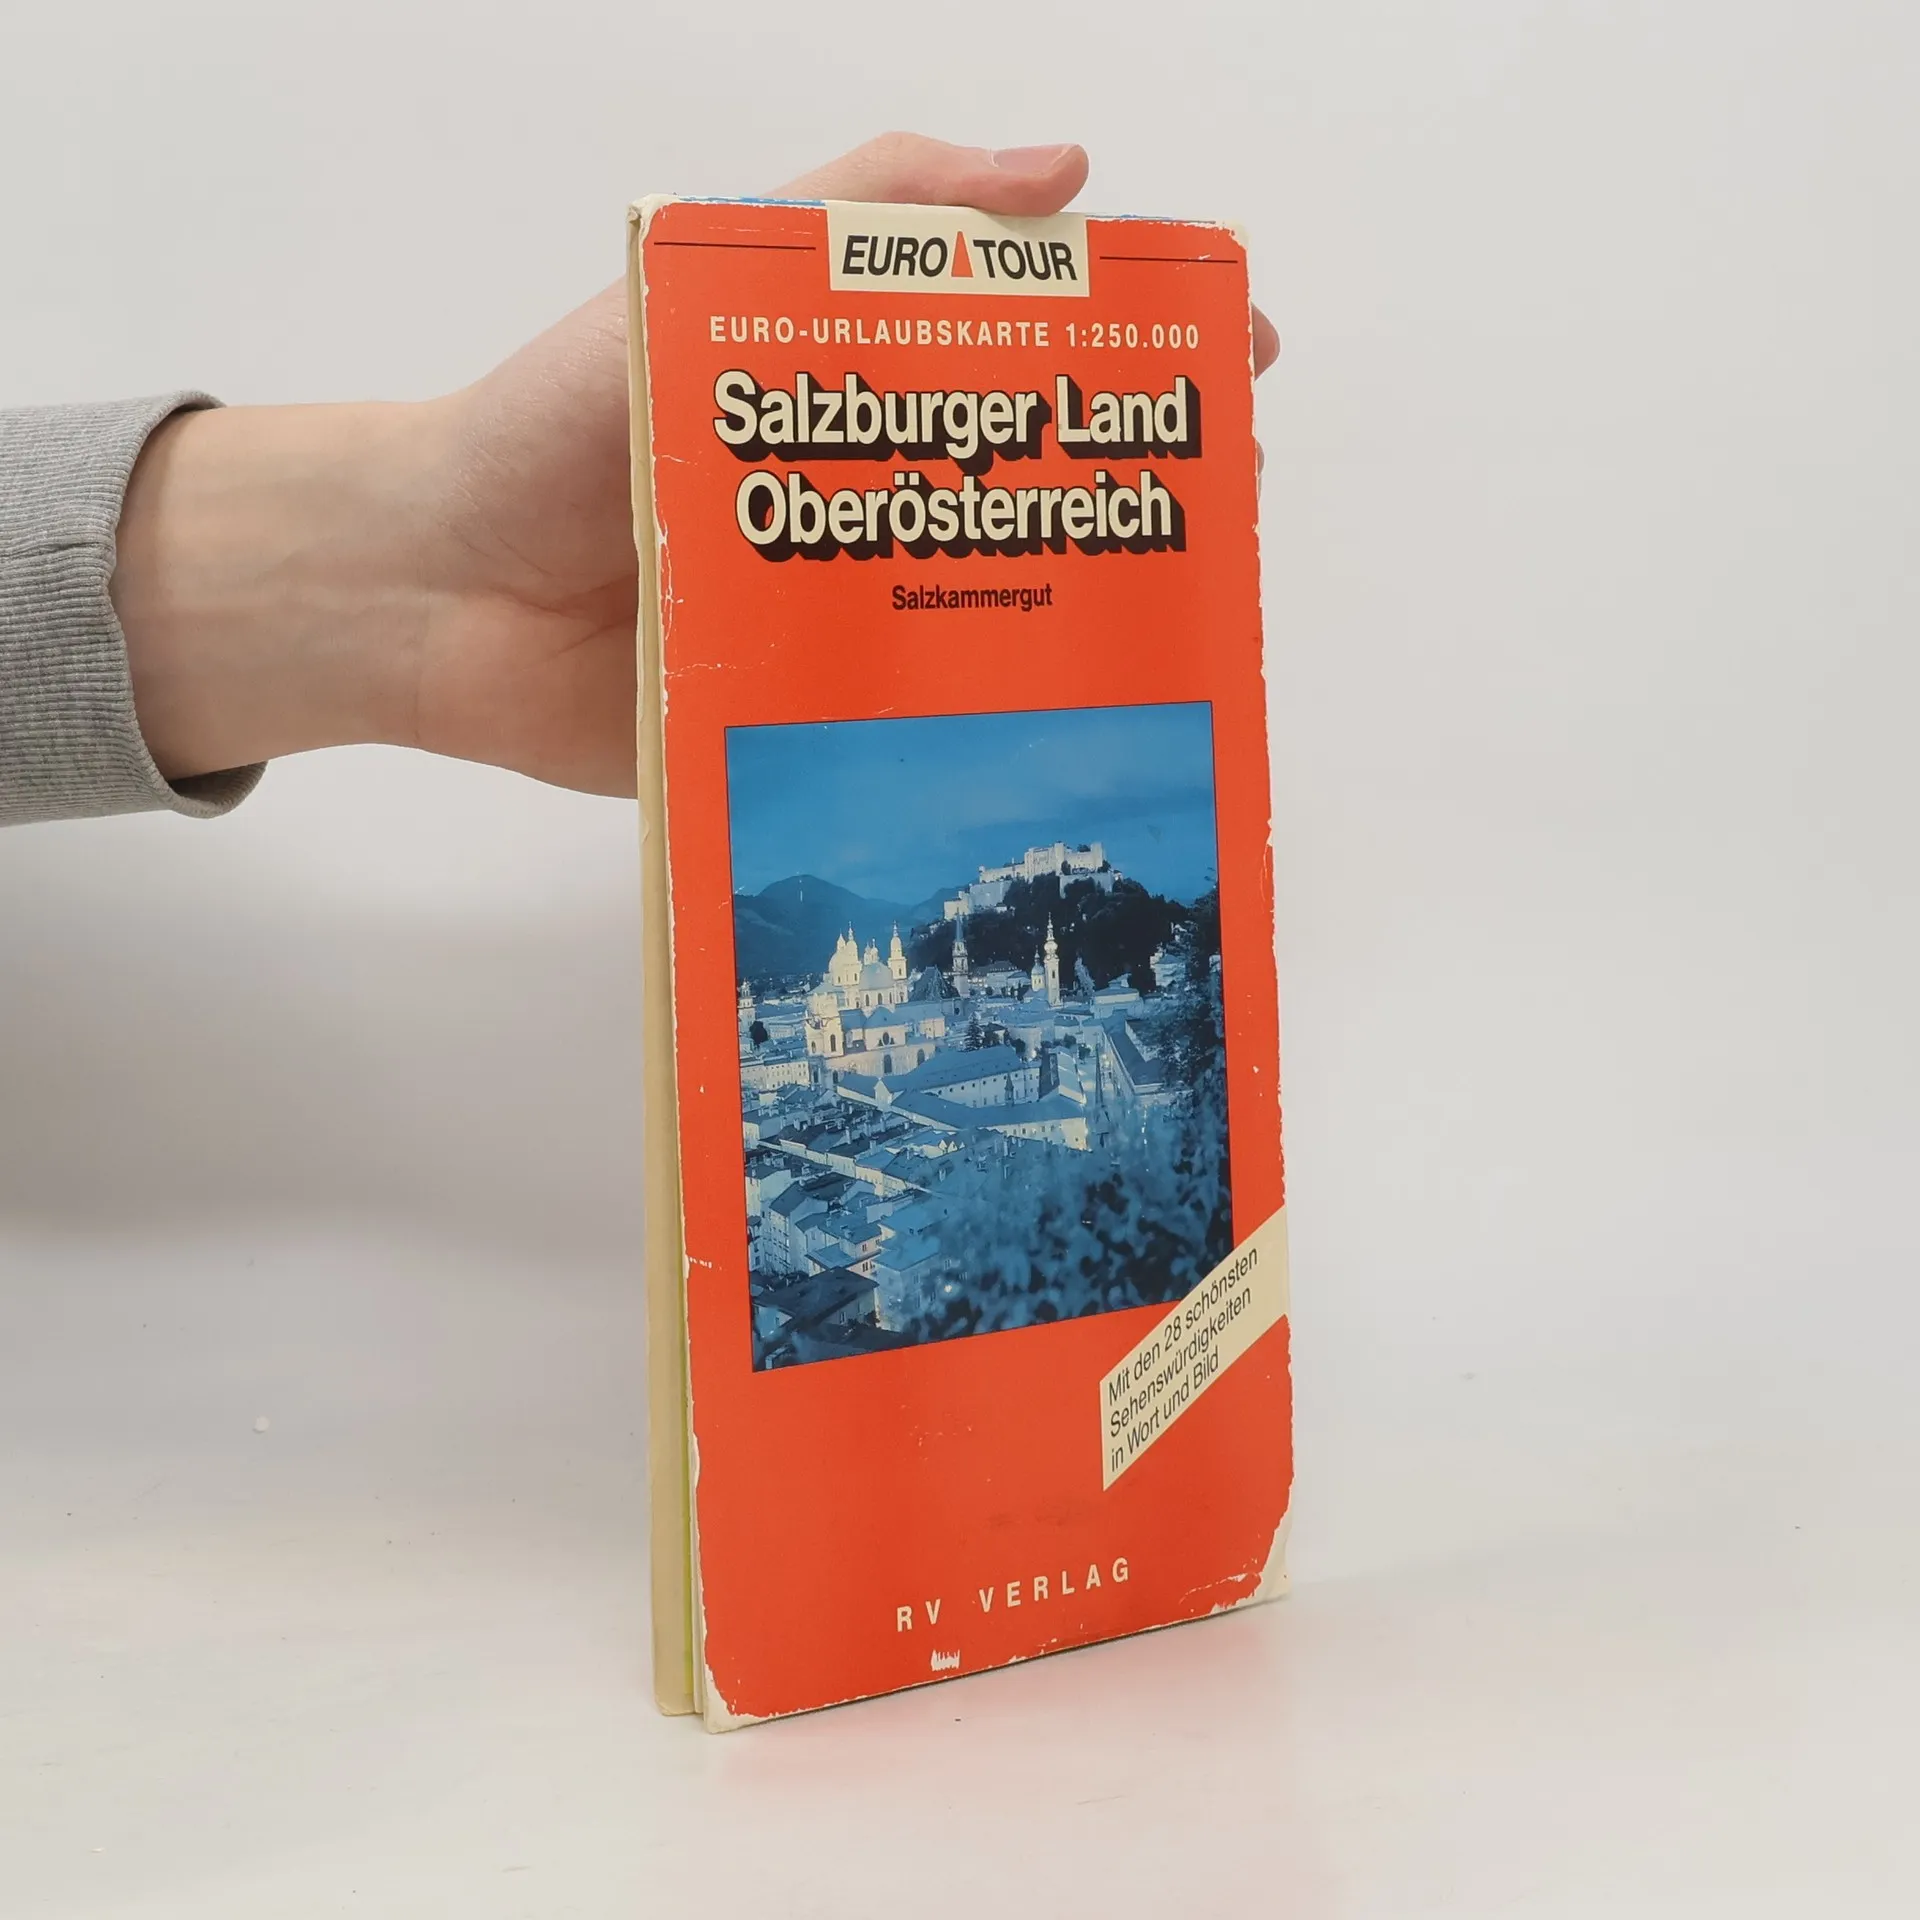 EURO TOUR
EURO-URLAUBSKARTE 1:250.000
Salzburger Land
Oberösterreich
Salzkammergut
Mit den 28 schönsten
Sehenswürdigkeiten
in Wort und Bild
RV VERLAG